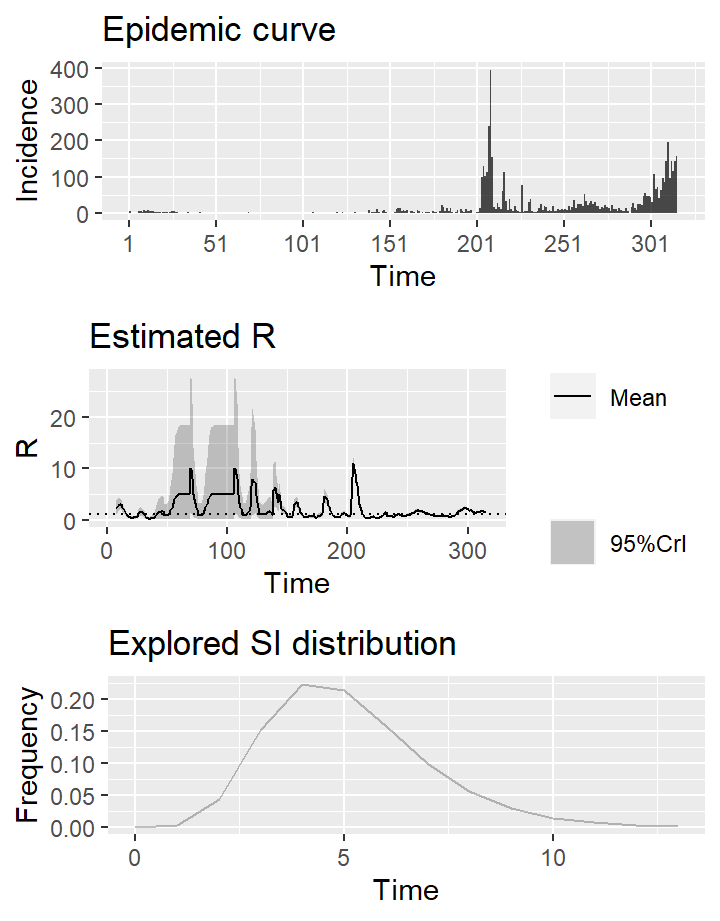 Epidemic curve
Incidence
400
300
200
100
0
1 51 101 151 201 251 301
Time
Estimated R
R
20
10
0
0 100 200 300
Time
Mean
95%CrI
Explored SI distribution
Frequency
0.20
0.15
0.10
0.05
0.00
0 5 10
Time